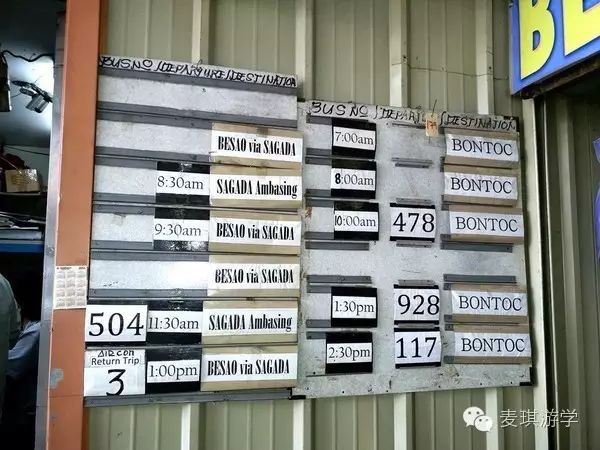 BUS NO / DEPARTURE / DESTINATION
BESAO via SAGADA
8:30am SAGADA Ambasing
9:30am BESAO via SAGADA
BESAO via SAGADA
504 11:30am SAGADA Ambasing
AIRCON
Return Trip
3 1:00pm BESAO via SAGADA
BUS NO DEPARTURE DESTINATION
7:00am BONTOC
8:00am BONTOC
10:00am 478 BONTOC
1:30pm 928 BONTOC
2:30pm 117 BONTOC
BE
麦琪游学